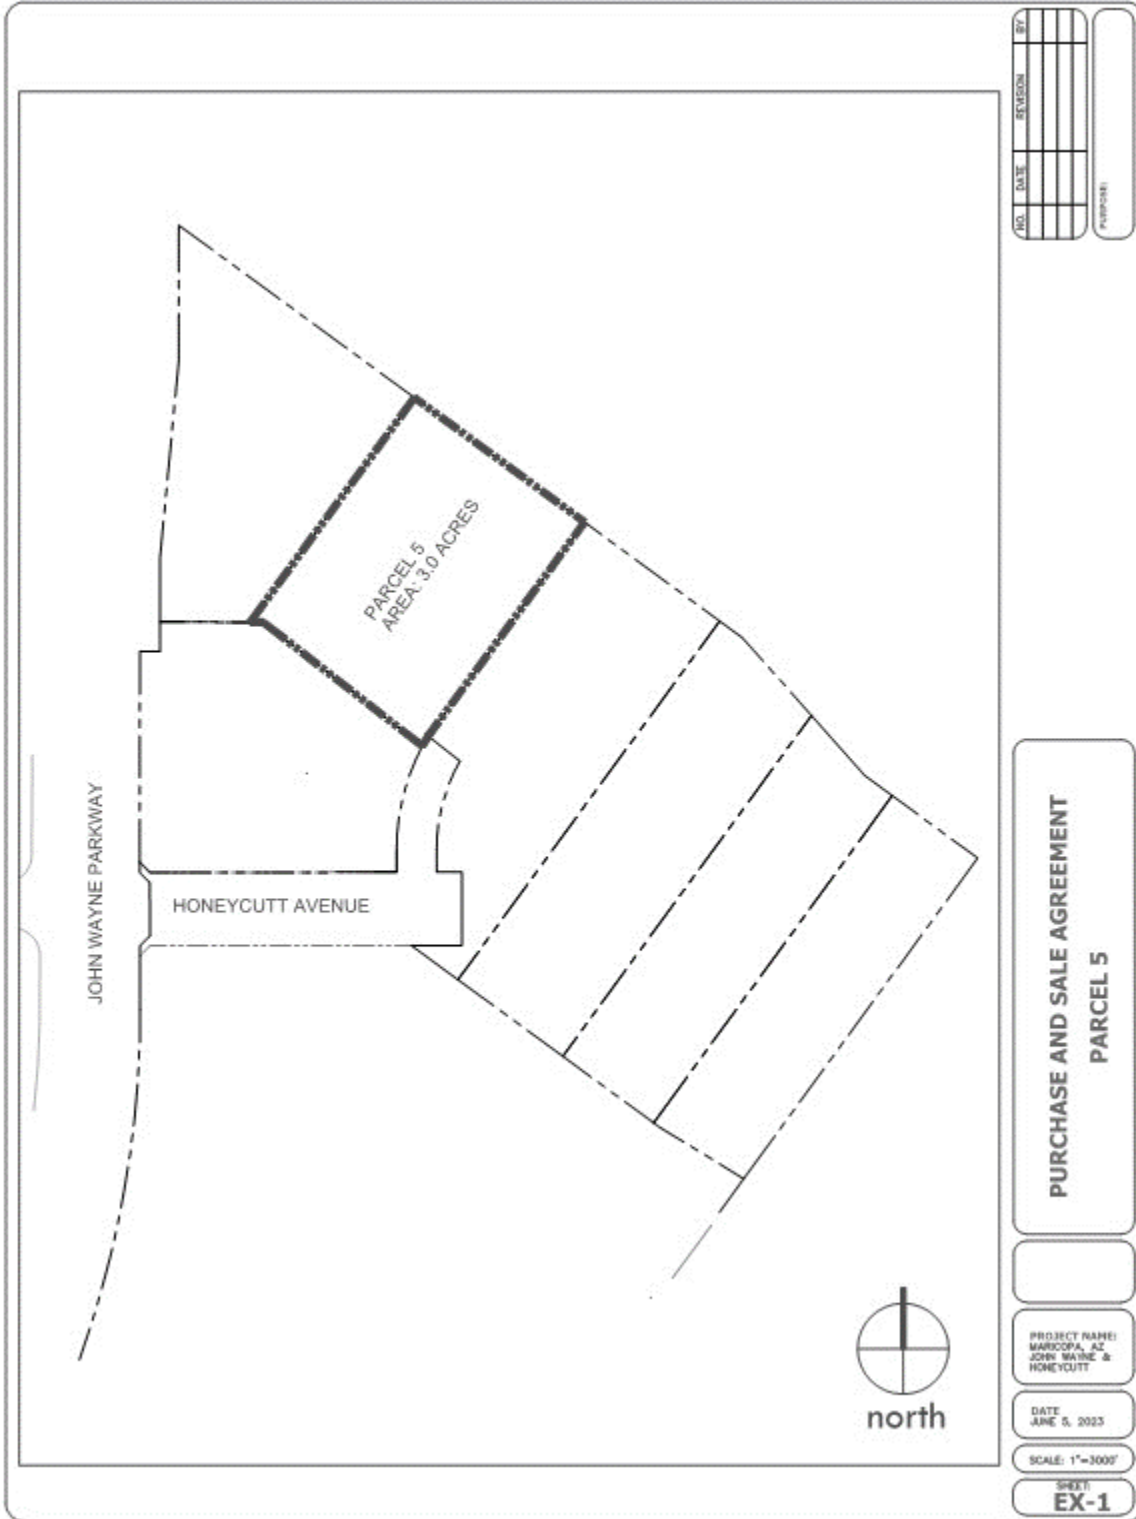 PARCEL 5
AREA: 3.0 ACRES
JOHN WAYNE PARKWAY
HONEYCUTT AVENUE
north
NO. DATE REVISION BY
PURPOSE:
PURCHASE AND SALE AGREEMENT
PARCEL 5
PROJECT NAME:
MARICOPA, AZ
JOHN WAYNE &
HONEYCUTT
DATE
JUNE 5, 2023
SCALE: 1"=3000'
SHEET:
EX-1